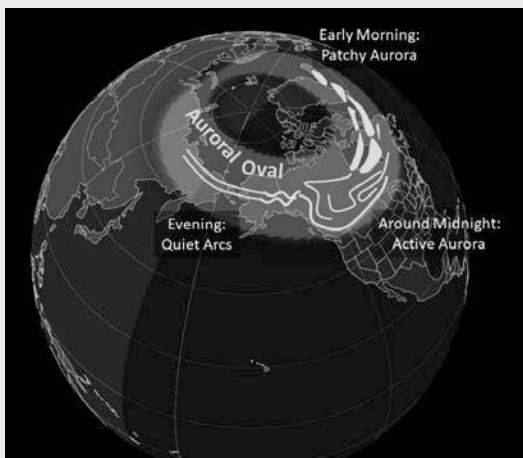 Early Morning:
Patchy Aurora
Auroral Oval
Evening:
Quiet Arcs
Around Midnight:
Active Aurora